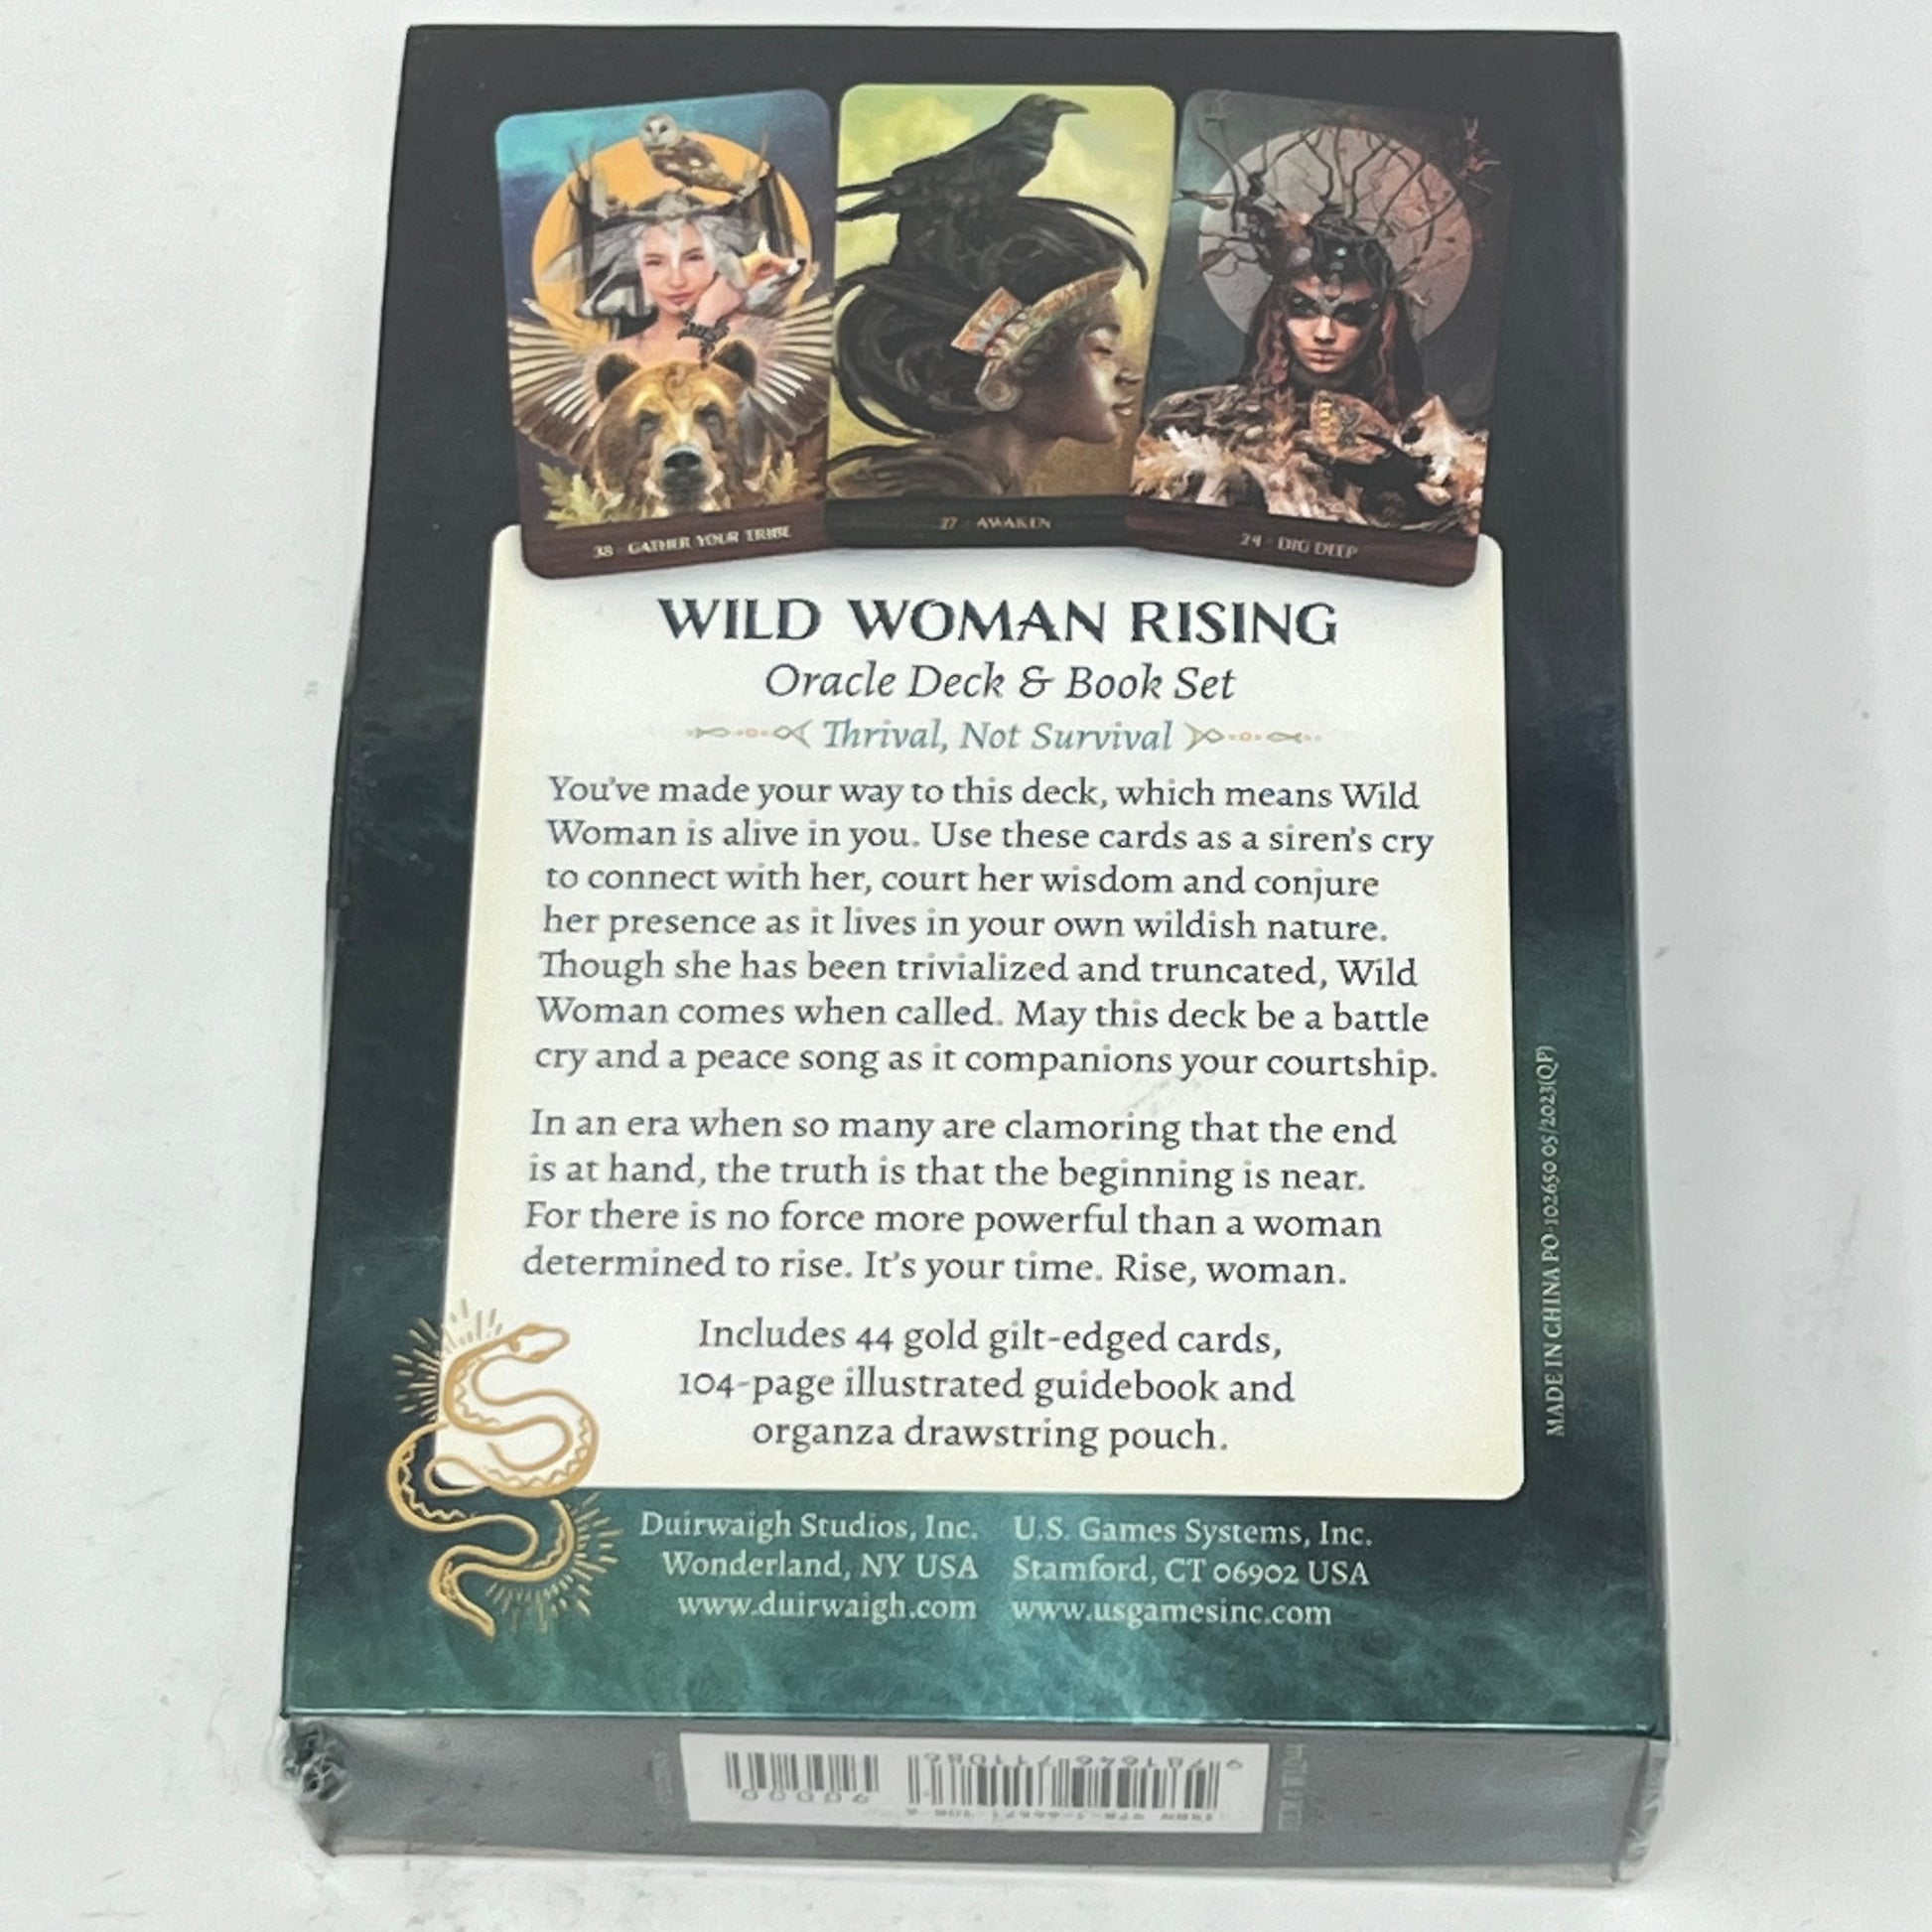 38 · GATHER YOUR TRIBE
AWAKEN
24 · DIG DEEP
WILD WOMAN RISING
Oracle Deck & Book Set
Thrival, Not Survival
You've made your way to this deck, which means Wild
Woman is alive in you. Use these cards as a siren's cry
to connect with her, court her wisdom and conjure
her presence as it lives in your own wildish nature.
Though she has been trivialized and truncated, Wild
Woman comes when called. May this deck be a battle
cry and a peace song as it companions your courtship.
In an era when so many are clamoring that the end
is at hand, the truth is that the beginning is near.
For there is no force more powerful than a woman
determined to rise. It's your time. Rise, woman.
Includes 44 gold gilt-edged cards,
104-page illustrated guidebook and
organza drawstring pouch.
Duirwaigh Studios, Inc.
Wonderland, NY USA
www.duirwaigh.com
U.S. Games Systems, Inc.
Stamford, CT 06902 USA
www.usgamesinc.com
MADE IN CHINA PO-102650 05/2023(QP)
90000